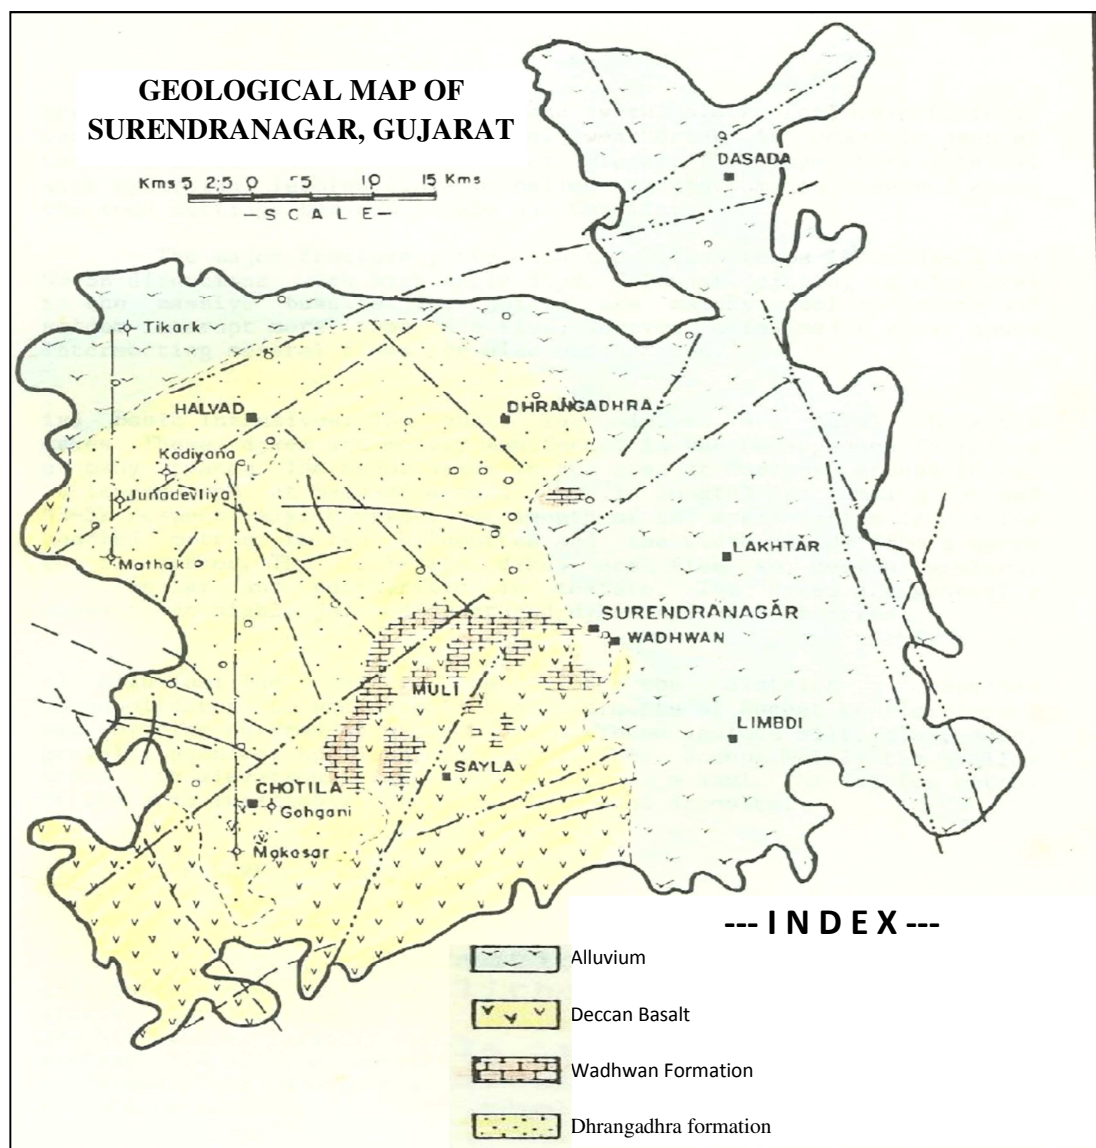 GEOLOGICAL MAP OF
SURENDRANAGAR, GUJARAT
Kms 5 2:5 0 5 10 15 Kms
—SCALE—
DASADA
Tikark
HALVAD
DHRANGADHRA
Kodiyana
Junadevliya
Mathak
LAKHTAR
SURENDRANAGAR
WADHWAN
MULI
LIMBDI
SAYLA
CHOTILA
Gohgani
Mokasar
--- I N D E X ---
Alluvium
Deccan Basalt
Wadhwan Formation
Dhrangadhra formation